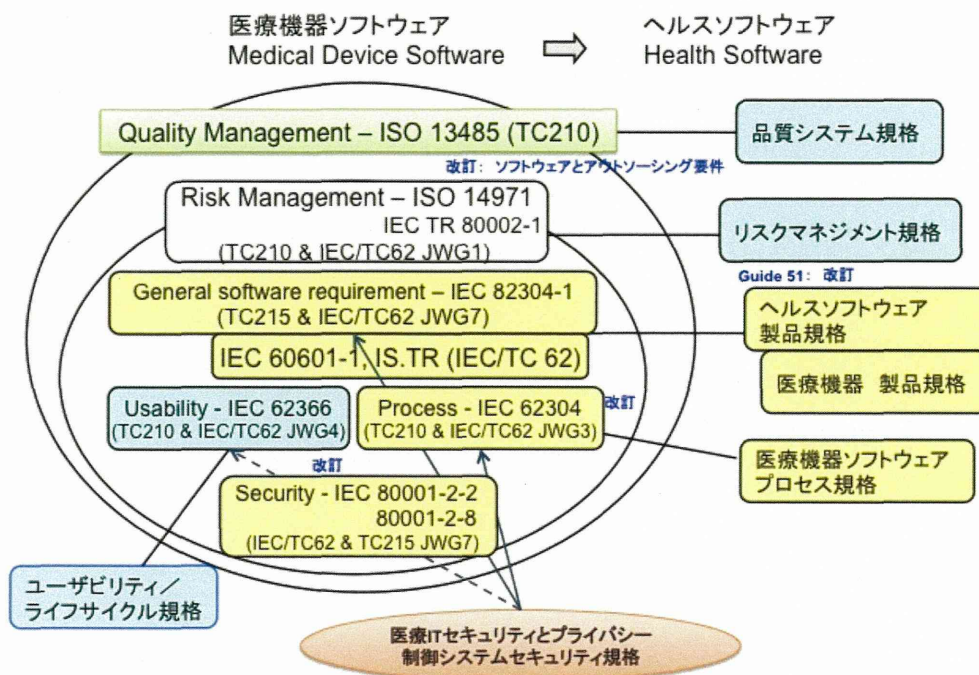 医療機器ソフトウェア
Medical Device Software
ヘルスソフトウェア
Health Software
Quality Management – ISO 13485 (TC210)
品質システム規格
改訂: ソフトウェアとアウトソーシング要件
Risk Management – ISO 14971
IEC TR 80002-1
(TC210 & IEC/TC62 JWG1)
リスクマネジメント規格
Guide 51: 改訂
General software requirement – IEC 82304-1
(TC215 & IEC/TC62 JWG7)
ヘルスソフトウェア
製品規格
IEC 60601-1, IS.TR (IEC/TC 62)
医療機器 製品規格
Usability - IEC 62366
(TC210 & IEC/TC62 JWG4)
Process - IEC 62304
(TC210 & IEC/TC62 JWG3)
改訂
医療機器ソフトウェア
プロセス規格
改訂
Security - IEC 80001-2-2
80001-2-8
(IEC/TC62 & TC215 JWG7)
ユーザビリティ／
ライフサイクル規格
医療ITセキュリティとプライバシー
制御システムセキュリティ規格